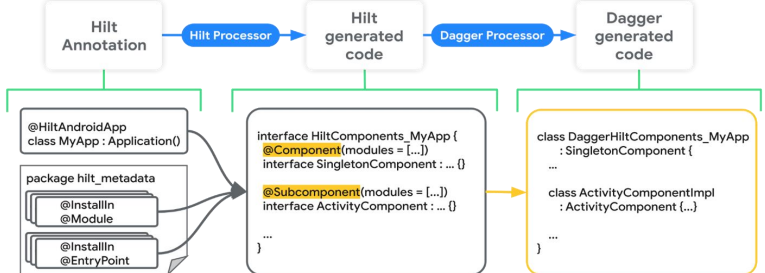 Hilt
Annotation
Hilt Processor
Hilt
generated
code
Dagger Processor
Dagger
generated
code
@HiltAndroidApp
class MyApp : Application()
package hilt_metadata
@InstallIn
@Module
@InstallIn
@EntryPoint
interface HiltComponents_MyApp {
@Component(modules = [...])
interface SingletonComponent : ... {}
@Subcomponent(modules = [...])
interface ActivityComponent : ... {}
...
}
class DaggerHiltComponents_MyApp
: SingletonComponent {
...
class ActivityComponentImpl
: ActivityComponent {...}
...
}